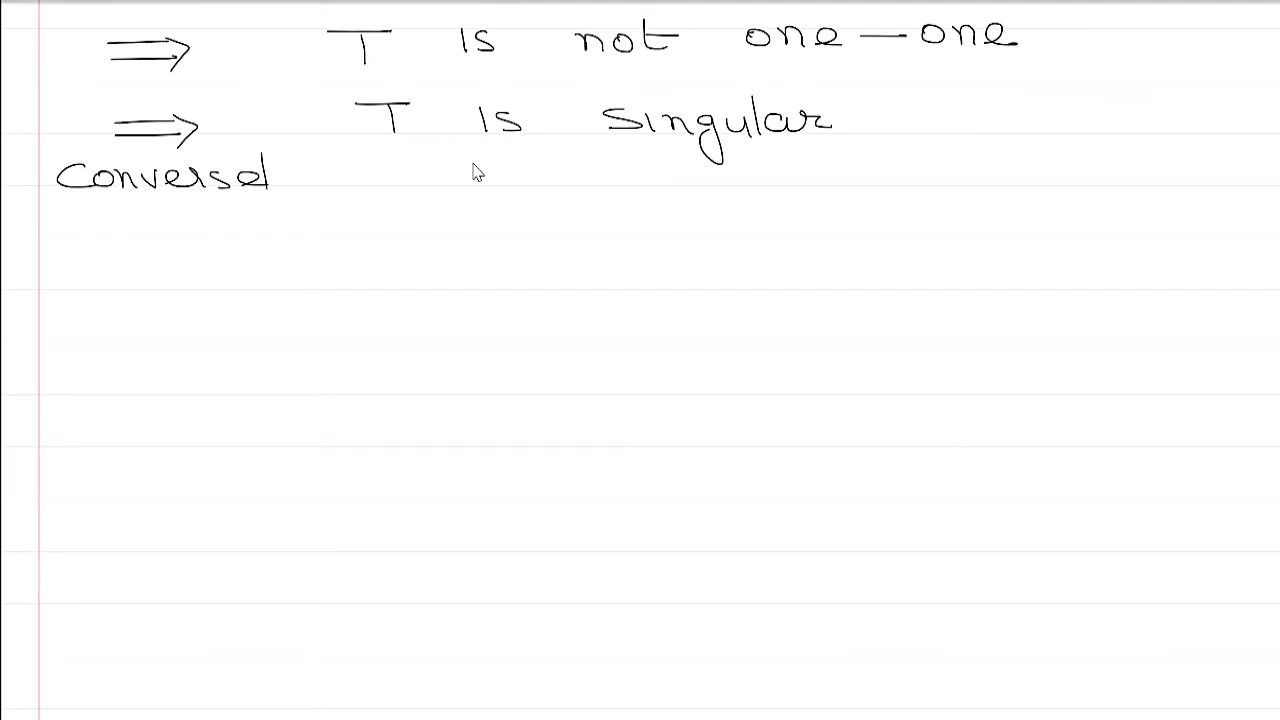 ⟹ T is not one-one
⟹ T is singular
Conversel